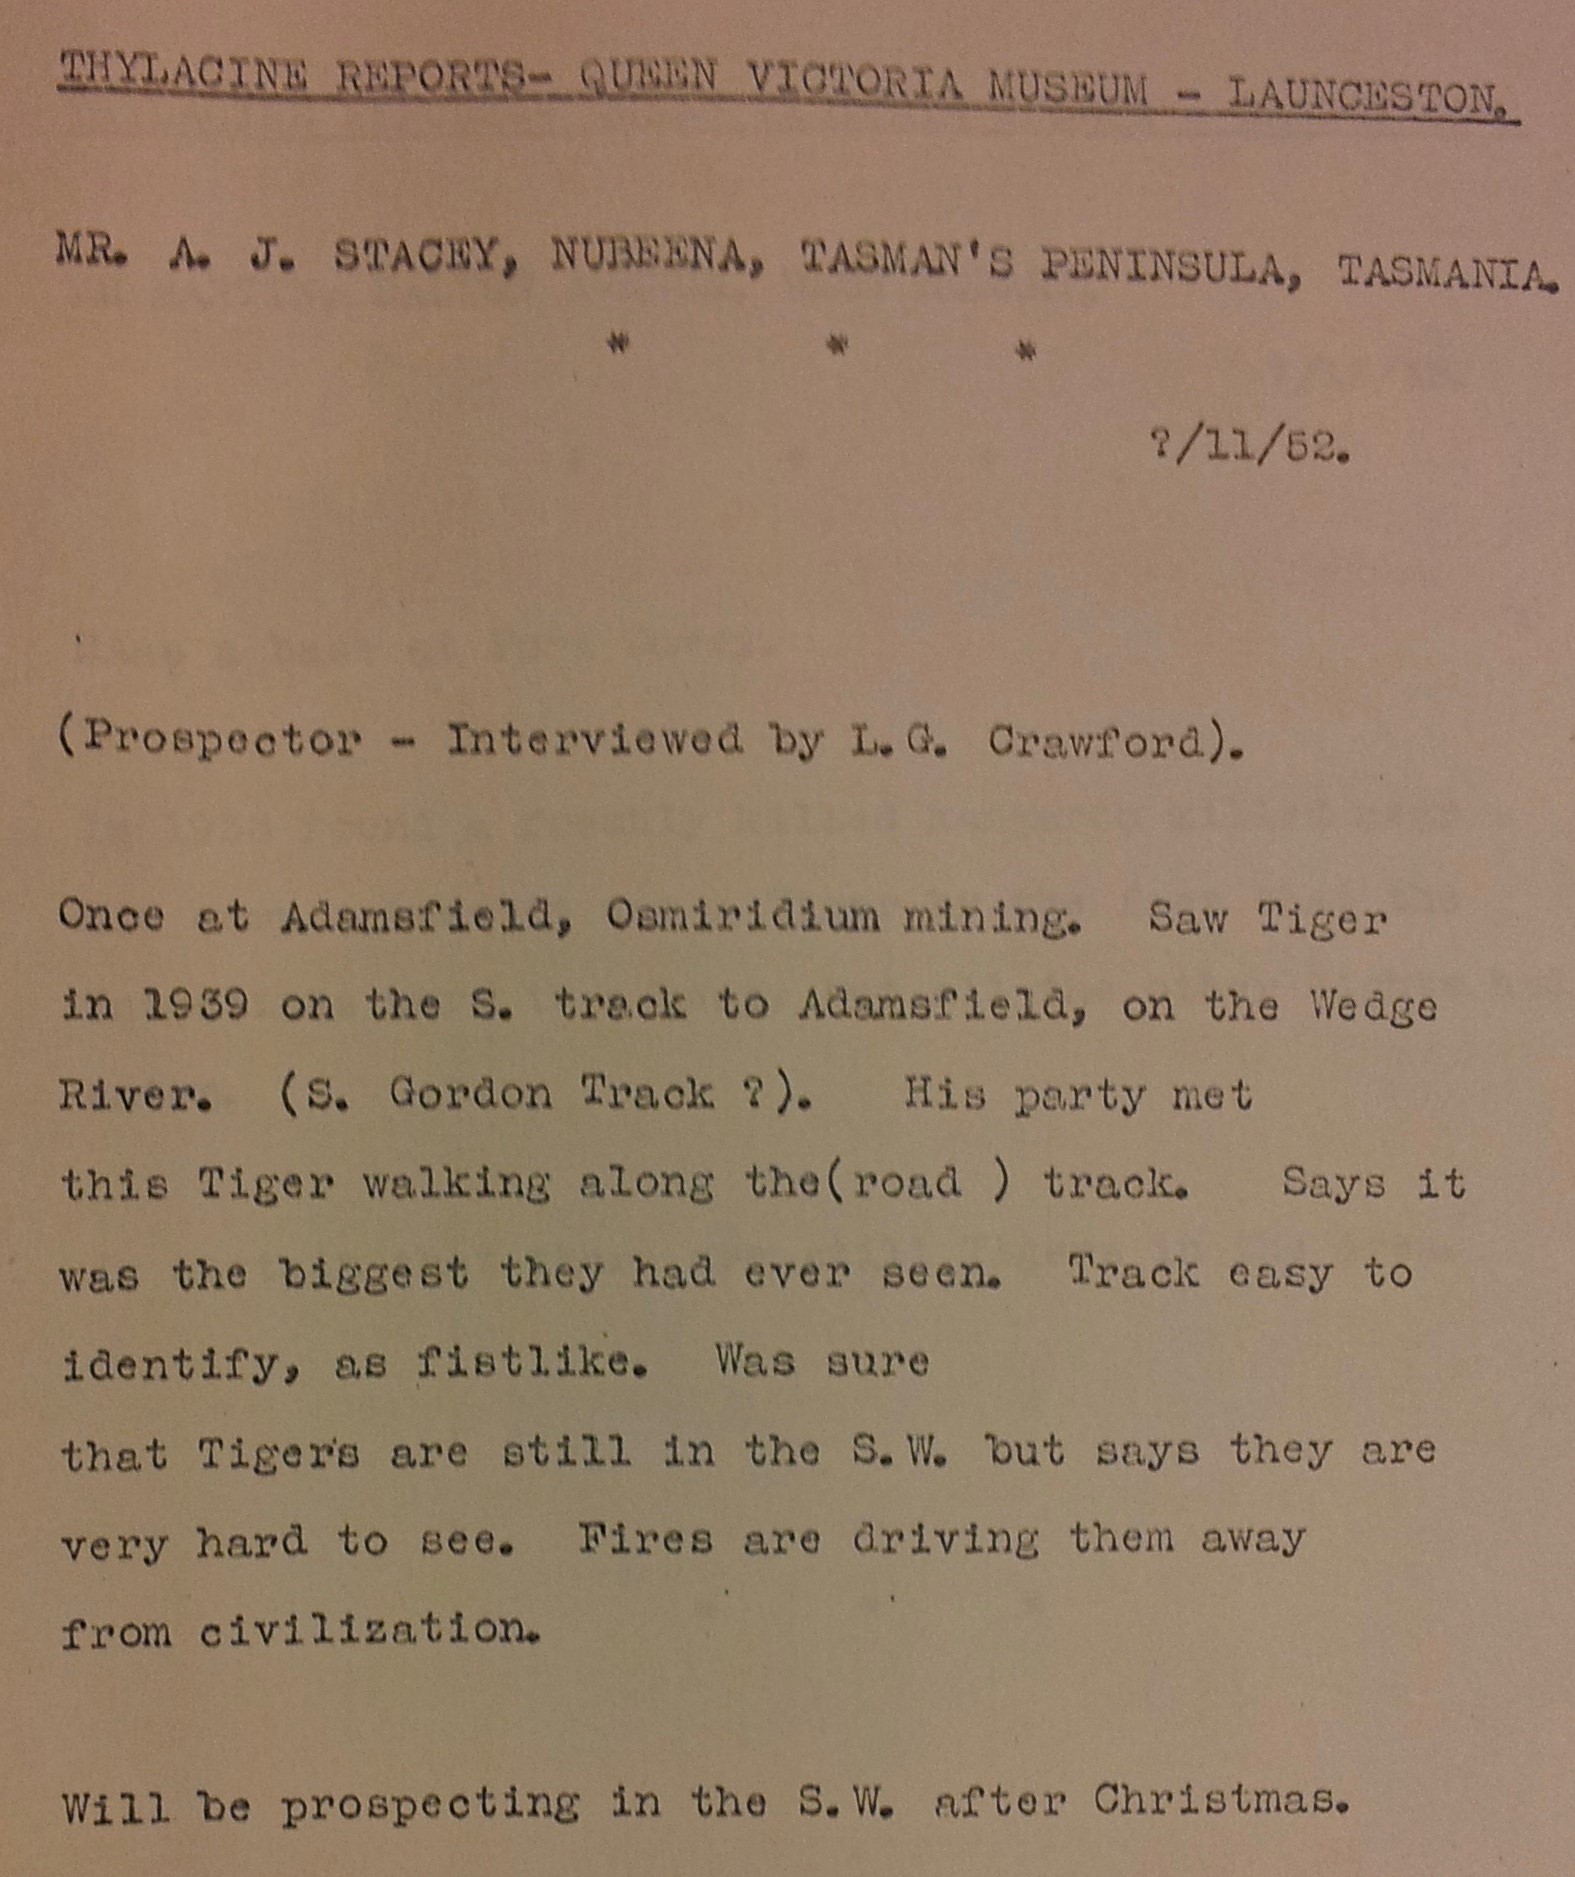 THYLACINE REPORTS- QUEEN VICTORIA MUSEUM - LAUNCESTON.
MR. A. J. STACEY, NUBEENA, TASMAN'S PENINSULA, TASMANIA.
* * *
?/11/52.
(Prospector - Interviewed by L.G. Crawford).
Once at Adamsfield, Osmiridium mining. Saw Tiger
in 1939 on the S. track to Adamsfield, on the Wedge
River. (S. Gordon Track ?). His party met
this Tiger walking along the(road ) track. Says it
was the biggest they had ever seen. Track easy to
identify, as fistlike. Was sure
that Tigers are still in the S.W. but says they are
very hard to see. Fires are driving them away
from civilization.
Will be prospecting in the S.W. after Christmas.